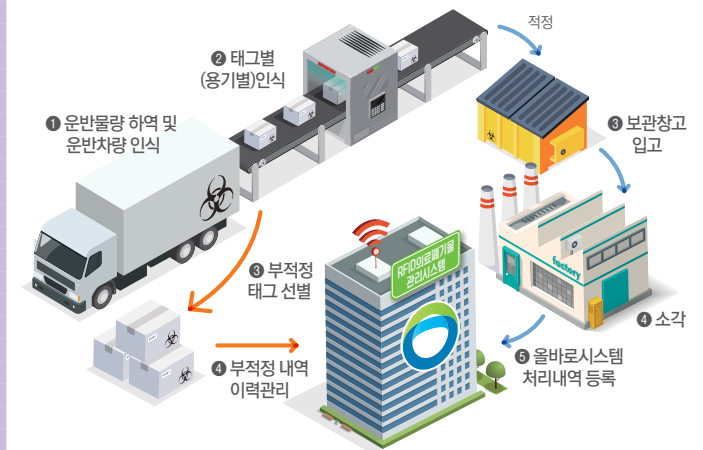 ❶ 운반물량 하역 및
운반차량 인식
❷ 태그별
(용기별)인식
적정
❸ 보관창고
입고
❸ 부적정
태그 선별
RFID의료폐기물
관리시스템
factory
❹ 소각
❹ 부적정 내역
이력관리
❺ 올바로시스템
처리내역 등록